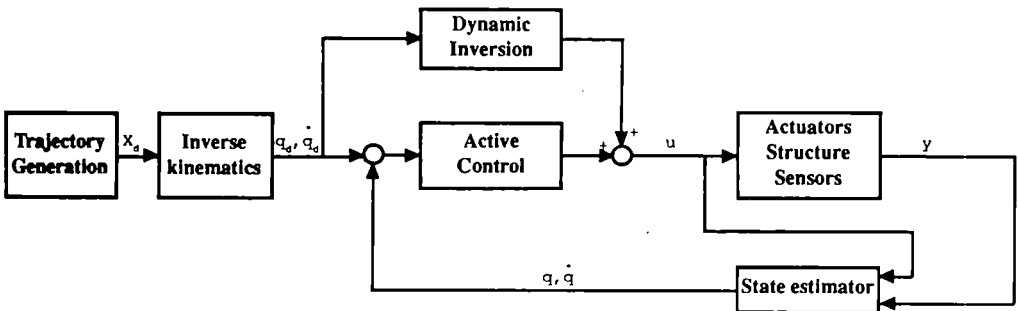 Dynamic
Inversion
Trajectory
Generation
X_d
Inverse
kinematics
q_d, q̇_d
Active
Control
+
+
u
Actuators
Structure
Sensors
y
q, q̇
State estimator